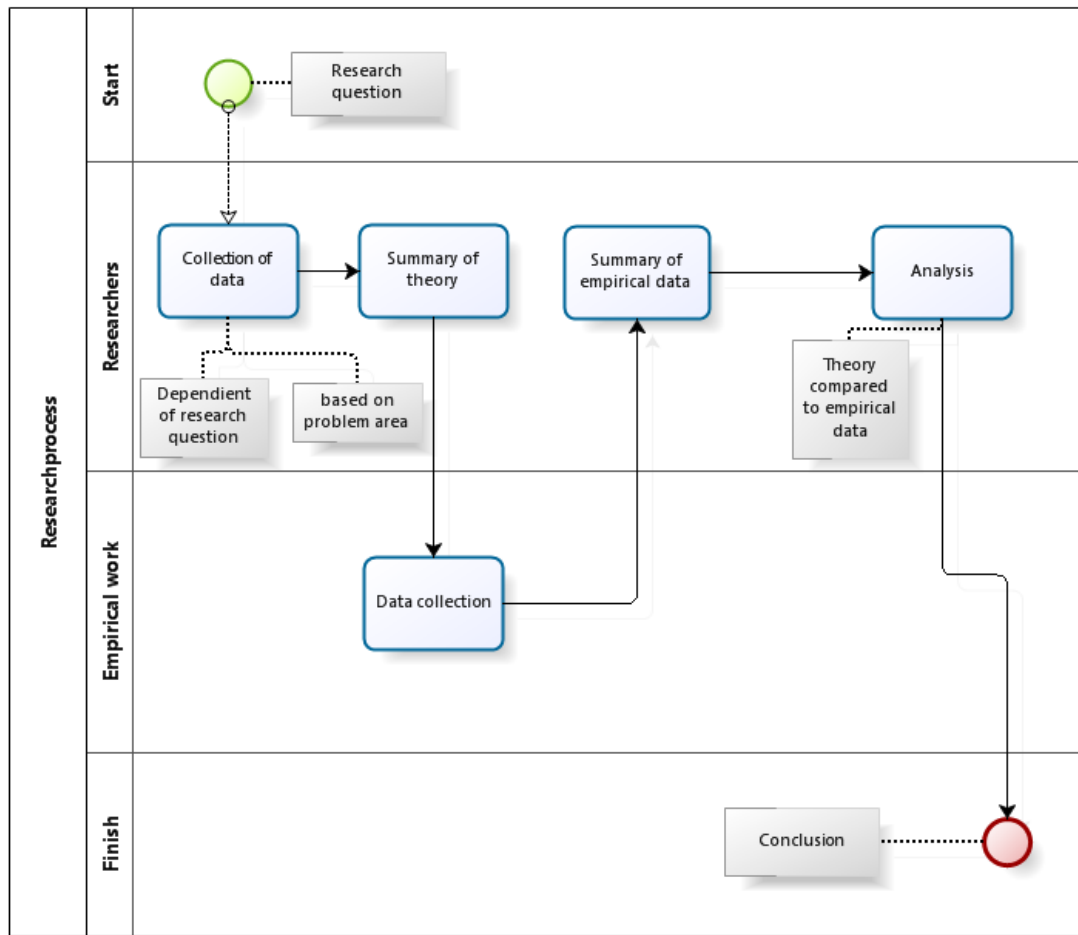 Researchprocess
Start
Research
question
Researchers
Collection of
data
Summary of
theory
Summary of
empirical data
Analysis
Dependient
of research
question
based on
problem area
Theory
compared
to empirical
data
Empirical work
Data collection
Finish
Conclusion